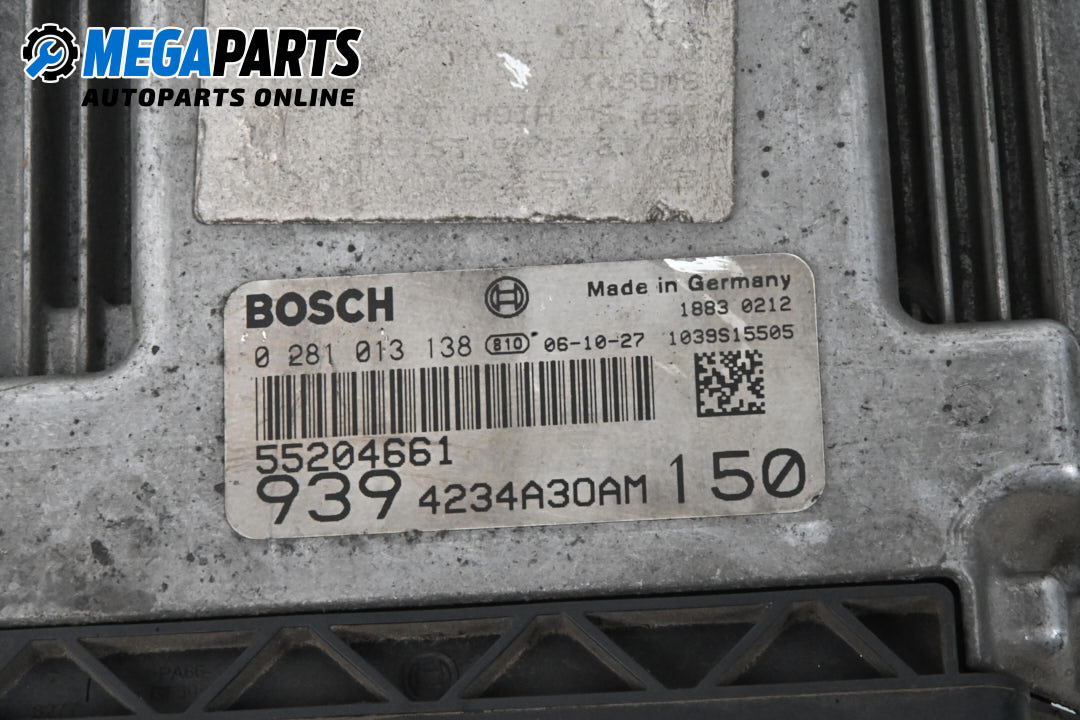 MEGAPARTS
AUTOPARTS ONLINE
BOSCH
Made in Germany
1883 0212
0 281 013 138 810 06-10-27 1039S15505
55204661
939 4234A30AM 150